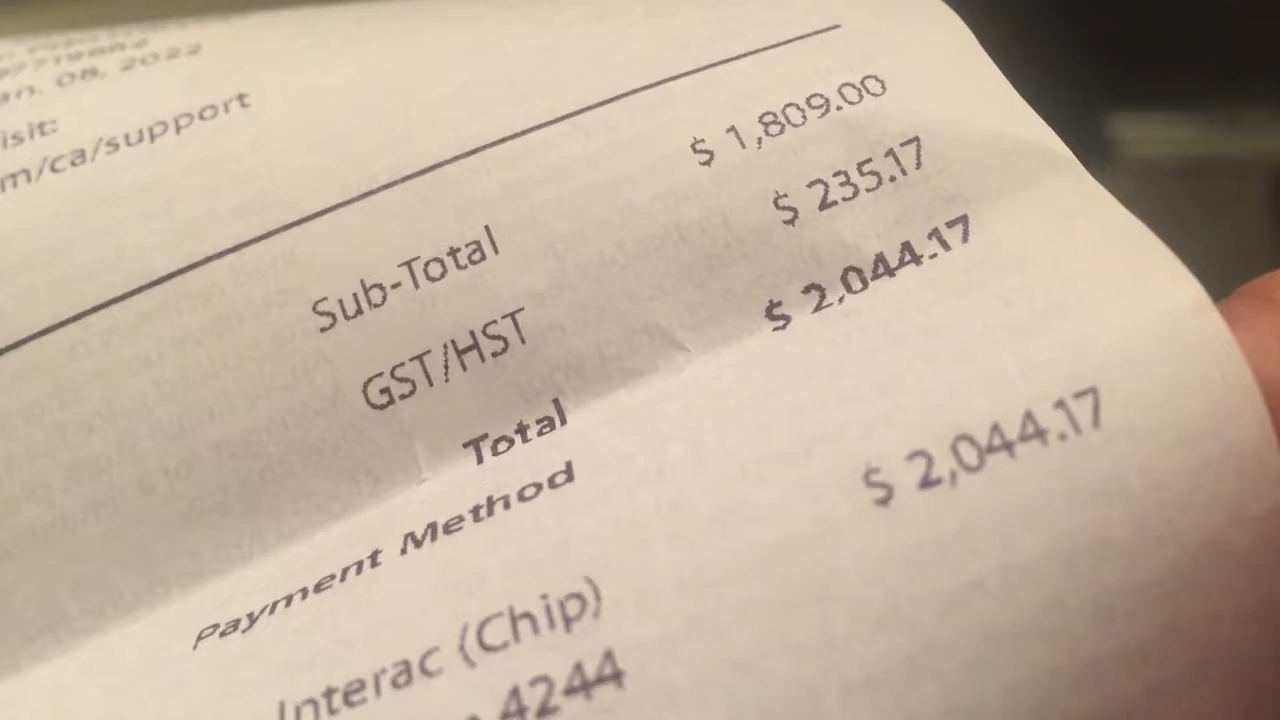 08, 2022
isit:
m/ca/support
Sub-Total $ 1,809.00
GST/HST $ 235.17
Total $ 2,044.17
Payment Method
Interac (Chip) $ 2,044.17
4244